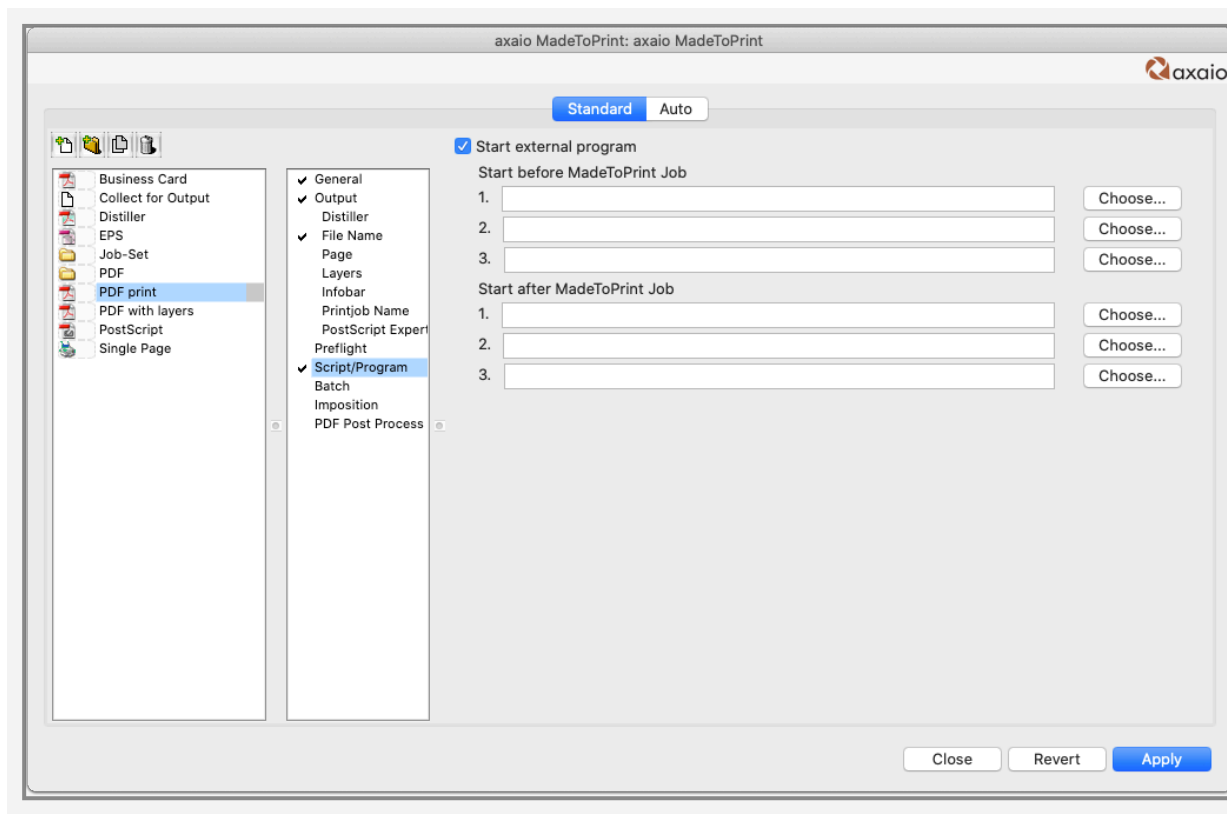 axaio MadeToPrint: axaio MadeToPrint
axaio
Standard
Auto
Business Card
Collect for Output
Distiller
EPS
Job-Set
PDF
PDF print
PDF with layers
PostScript
Single Page
General
Output
Distiller
File Name
Page
Layers
Infobar
Printjob Name
PostScript Expert
Preflight
Script/Program
Batch
Imposition
PDF Post Process
Start external program
Start before MadeToPrint Job
1. Choose...
2. Choose...
3. Choose...
Start after MadeToPrint Job
1. Choose...
2. Choose...
3. Choose...
Close
Revert
Apply